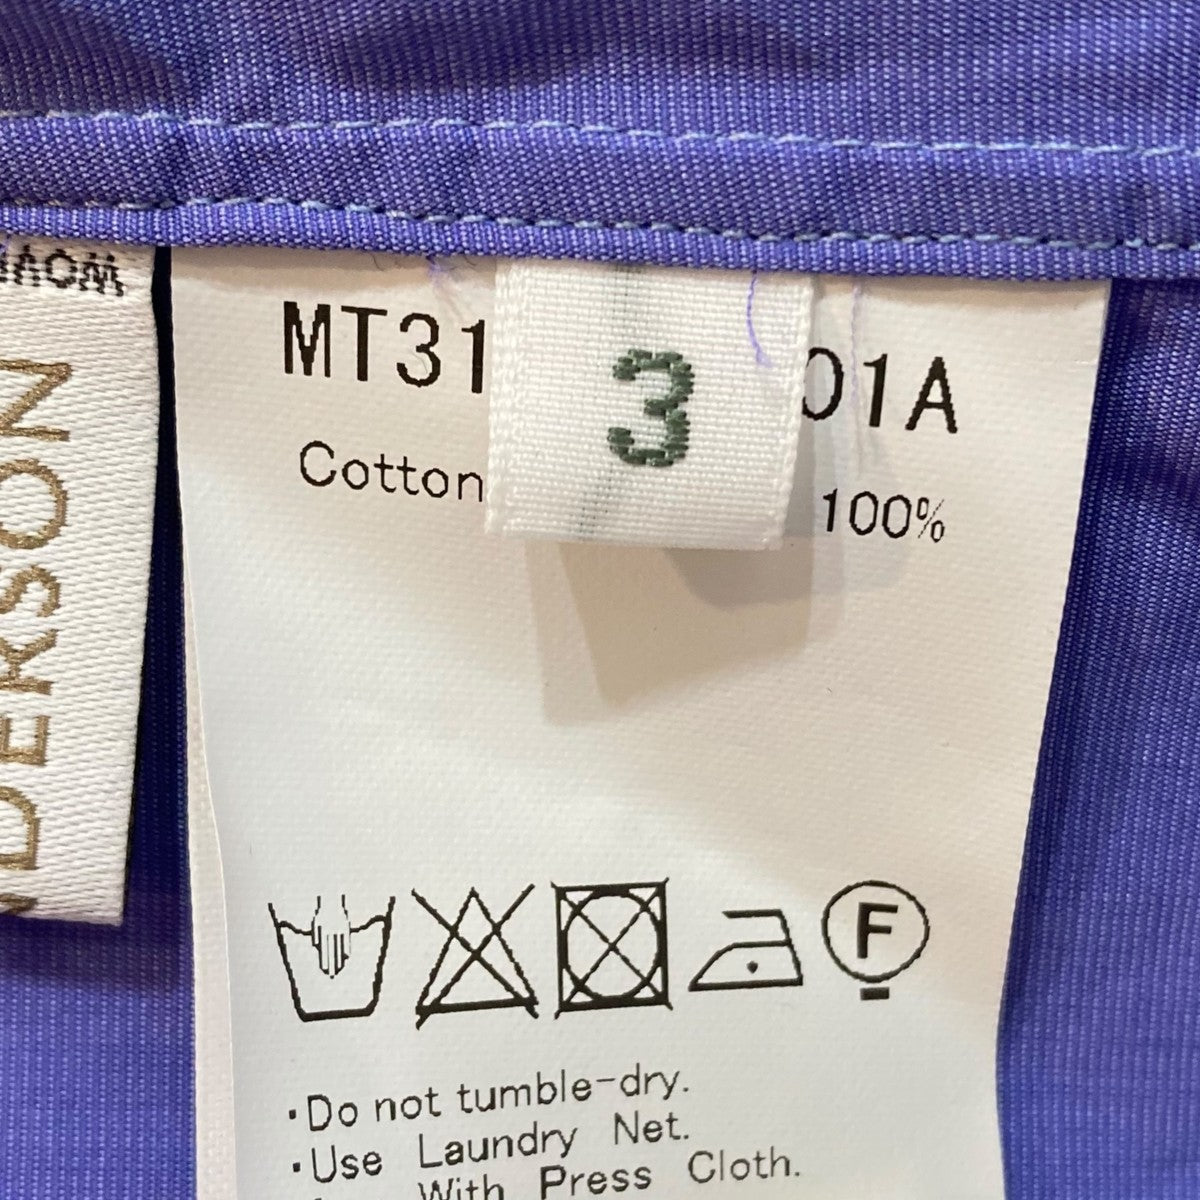 MT31
3
01A
Cotton
100%
F
·Do not tumble-dry.
·Use Laundry Net.
With Press Cloth.
DERSON